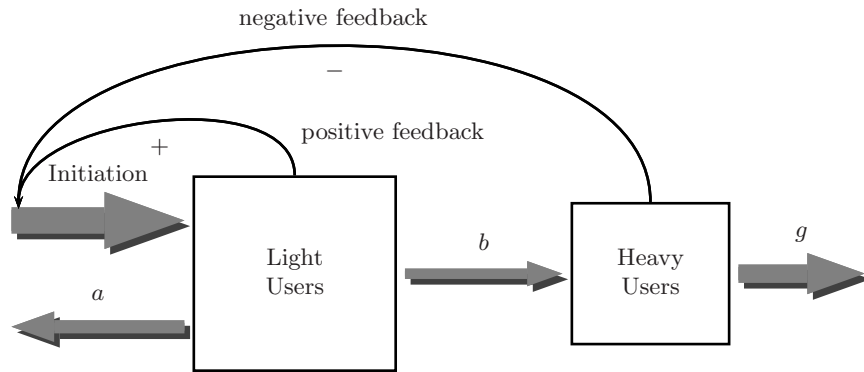 negative feedback
−
positive feedback
+
Initiation
Light
Users
b
Heavy
Users
g
a